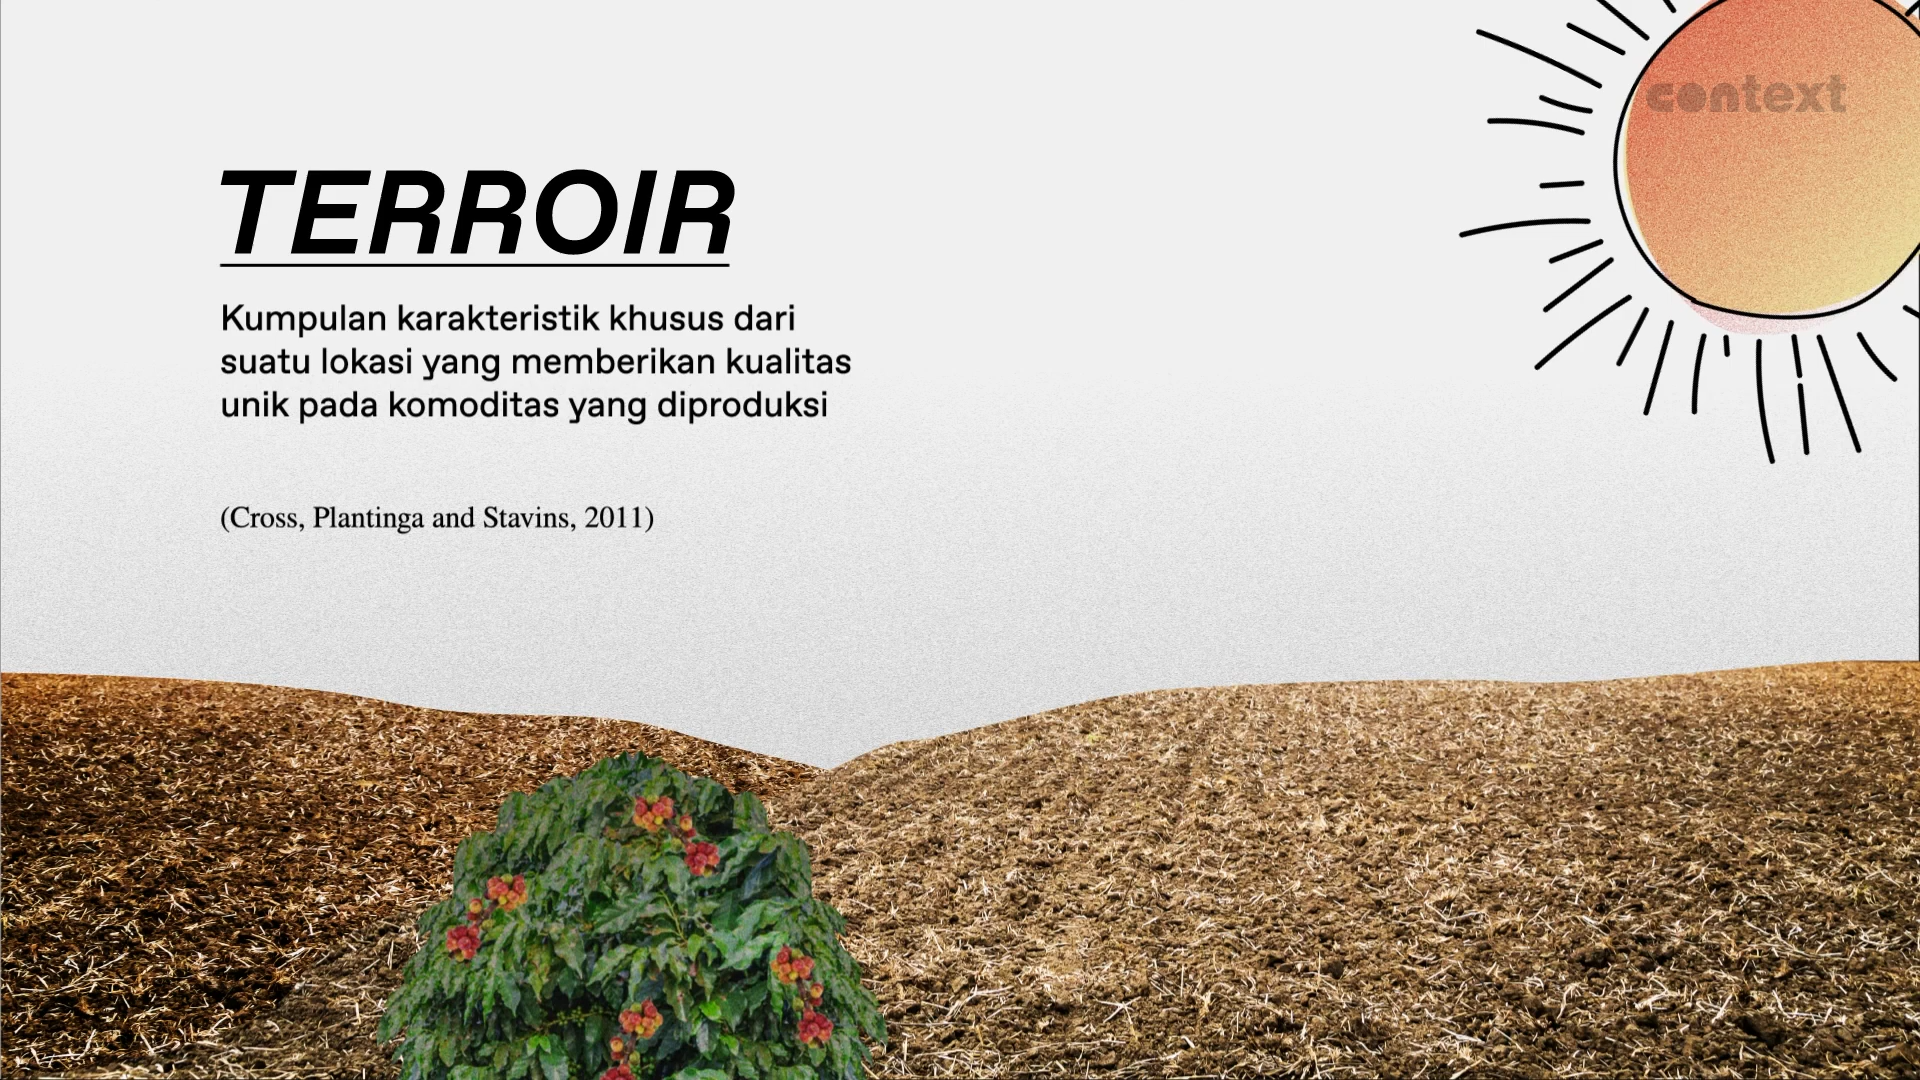 context
TERROIR
Kumpulan karakteristik khusus dari
suatu lokasi yang memberikan kualitas
unik pada komoditas yang diproduksi
(Cross, Plantinga and Stavins, 2011)